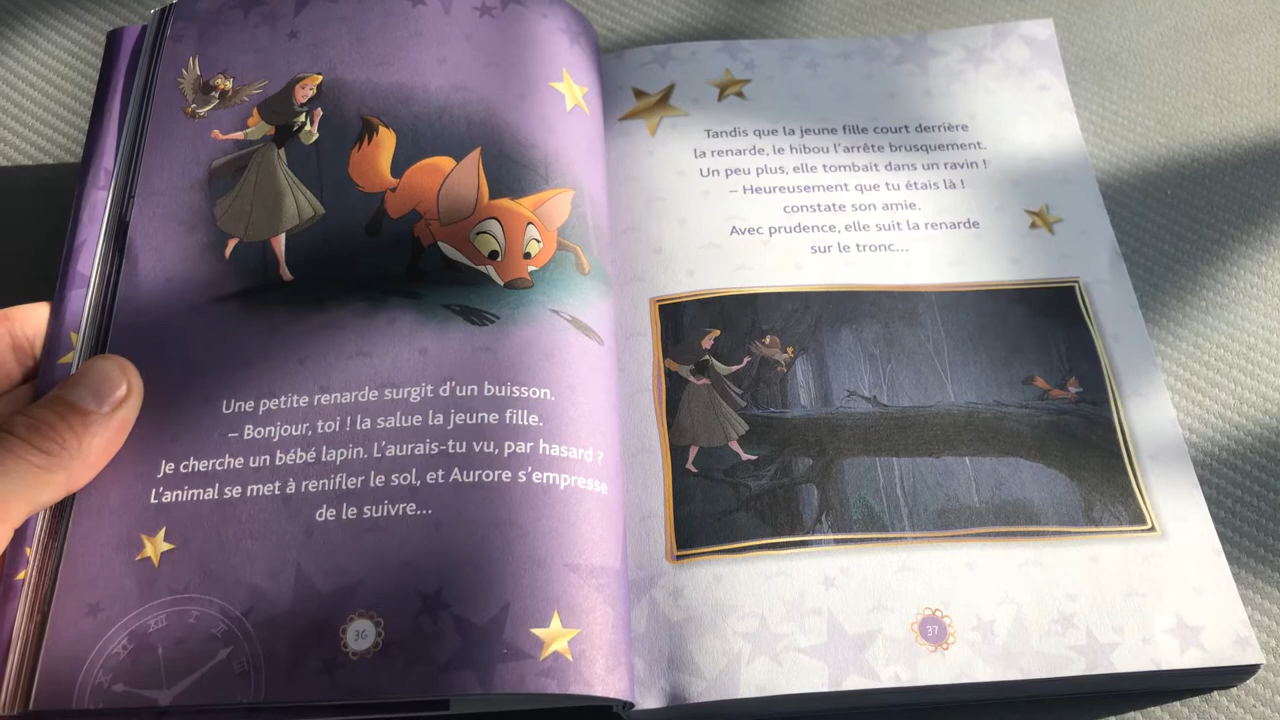 Une petite renarde surgit d'un buisson.
– Bonjour, toi ! la salue la jeune fille.
Je cherche un bébé lapin. L'aurais-tu vu, par hasard ?
L'animal se met à renifler le sol, et Aurore s'empresse
de le suivre...
XI XII I II
X
36
Tandis que la jeune fille court derrière
la renarde, le hibou l'arrête brusquement.
Un peu plus, elle tombait dans un ravin !
– Heureusement que tu étais là !
constate son amie.
Avec prudence, elle suit la renarde
sur le tronc...
37